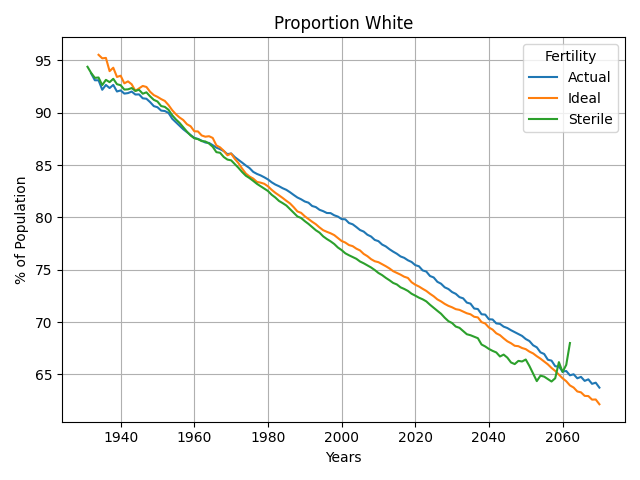 Proportion White
% of Population
95
90
85
80
75
70
65
Fertility
Actual
Ideal
Sterile
1940 1960 1980 2000 2020 2040 2060
Years